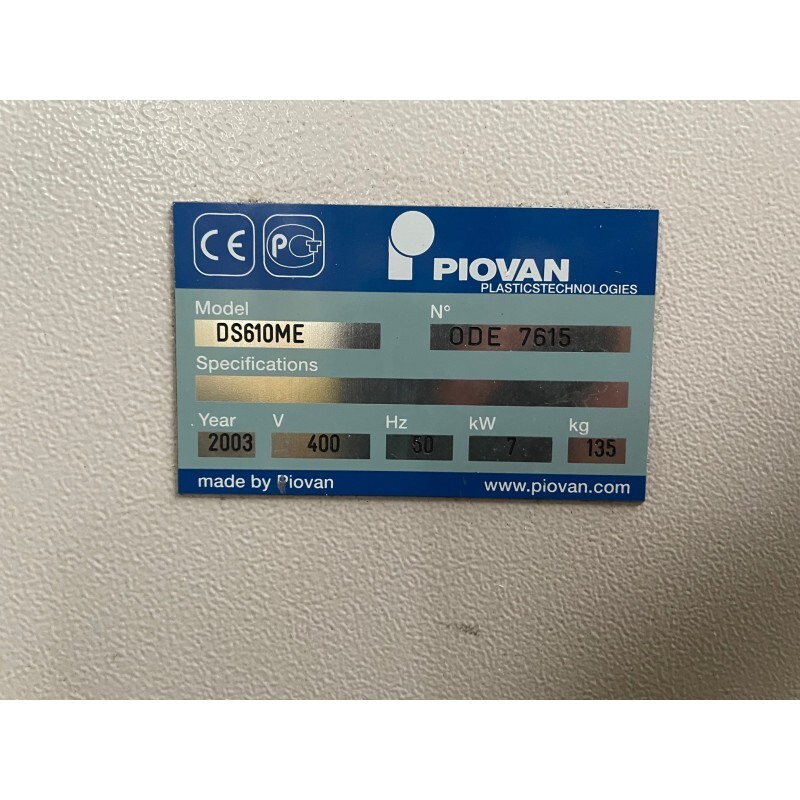 CE PCT
PIOVAN
PLASTICSTECHNOLOGIES
Model N°
DS610ME ODE 7615
Specifications
Year V Hz kW kg
2003 400 50 7 135
made by Piovan www.piovan.com